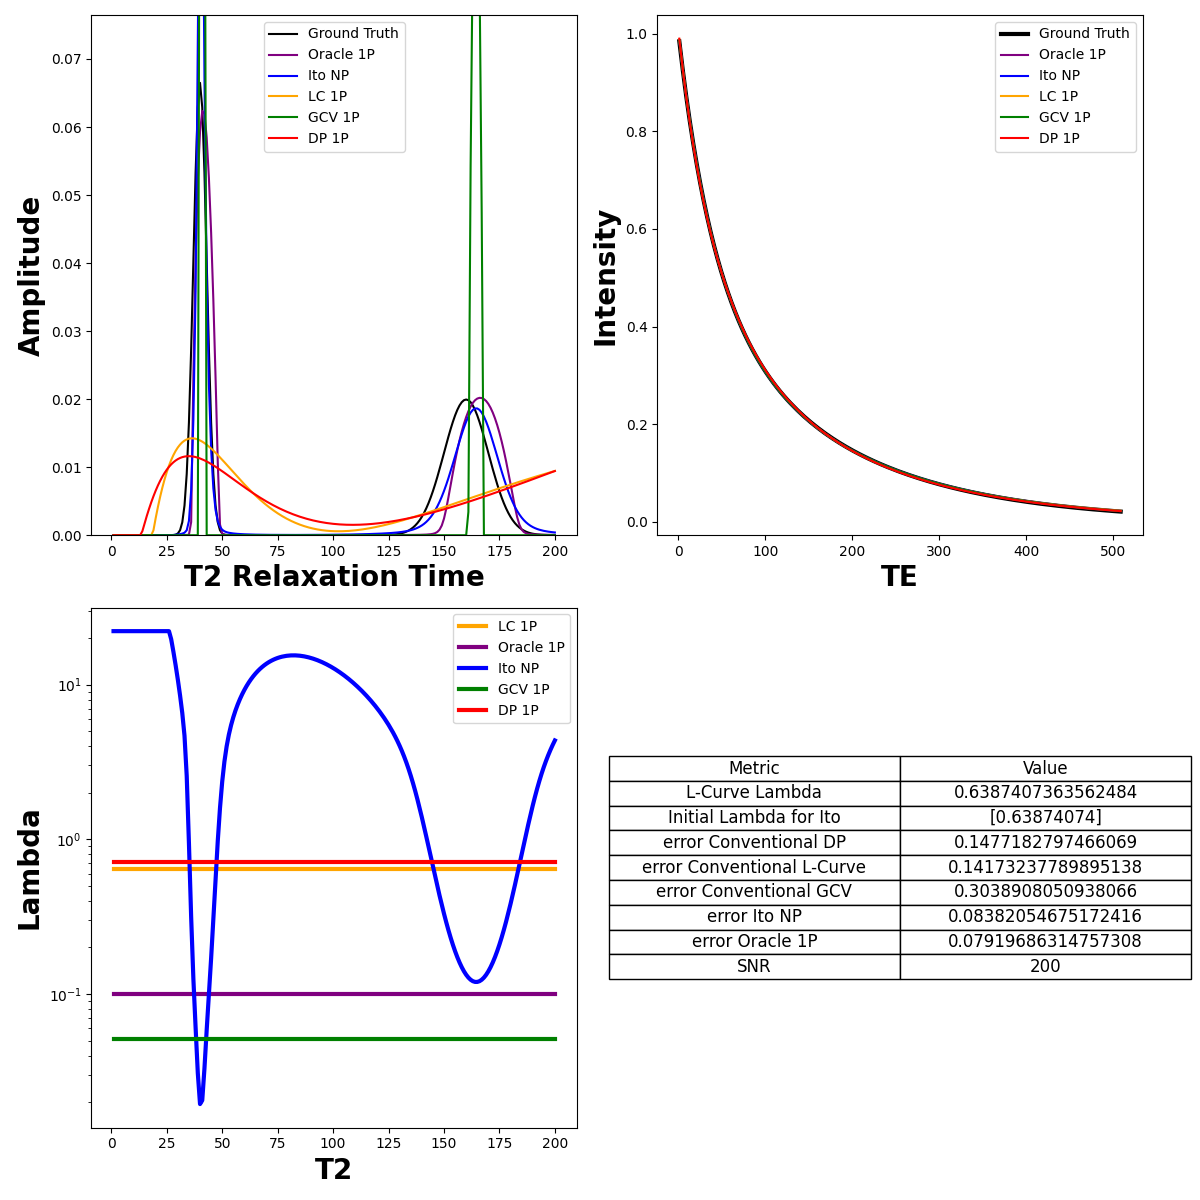 Amplitude
0.07
0.06
0.05
0.04
0.03
0.02
0.01
0.00
0 25 50 75 100 125 150 175 200
T2 Relaxation Time
Ground Truth
Oracle 1P
Ito NP
LC 1P
GCV 1P
DP 1P
Intensity
1.0
0.8
0.6
0.4
0.2
0.0
0 100 200 300 400 500
TE
Ground Truth
Oracle 1P
Ito NP
LC 1P
GCV 1P
DP 1P
Lambda
10¹
10⁰
10⁻¹
0 25 50 75 100 125 150 175 200
T2
LC 1P
Oracle 1P
Ito NP
GCV 1P
DP 1P
Metric Value
L-Curve Lambda 0.6387407363562484
Initial Lambda for Ito [0.63874074]
error Conventional DP 0.1477182797466069
error Conventional L-Curve 0.14173237789895138
error Conventional GCV 0.3038908050938066
error Ito NP 0.08382054675172416
error Oracle 1P 0.07919686314757308
SNR 200